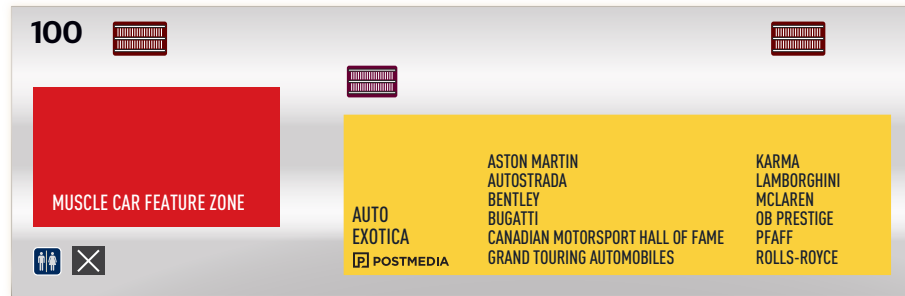 100
MUSCLE CAR FEATURE ZONE
AUTO
EXOTICA
POSTMEDIA
ASTON MARTIN
AUTOSTRADA
BENTLEY
BUGATTI
CANADIAN MOTORSPORT HALL OF FAME
GRAND TOURING AUTOMOBILES
KARMA
LAMBORGHINI
MCLAREN
OB PRESTIGE
PFAFF
ROLLS-ROYCE